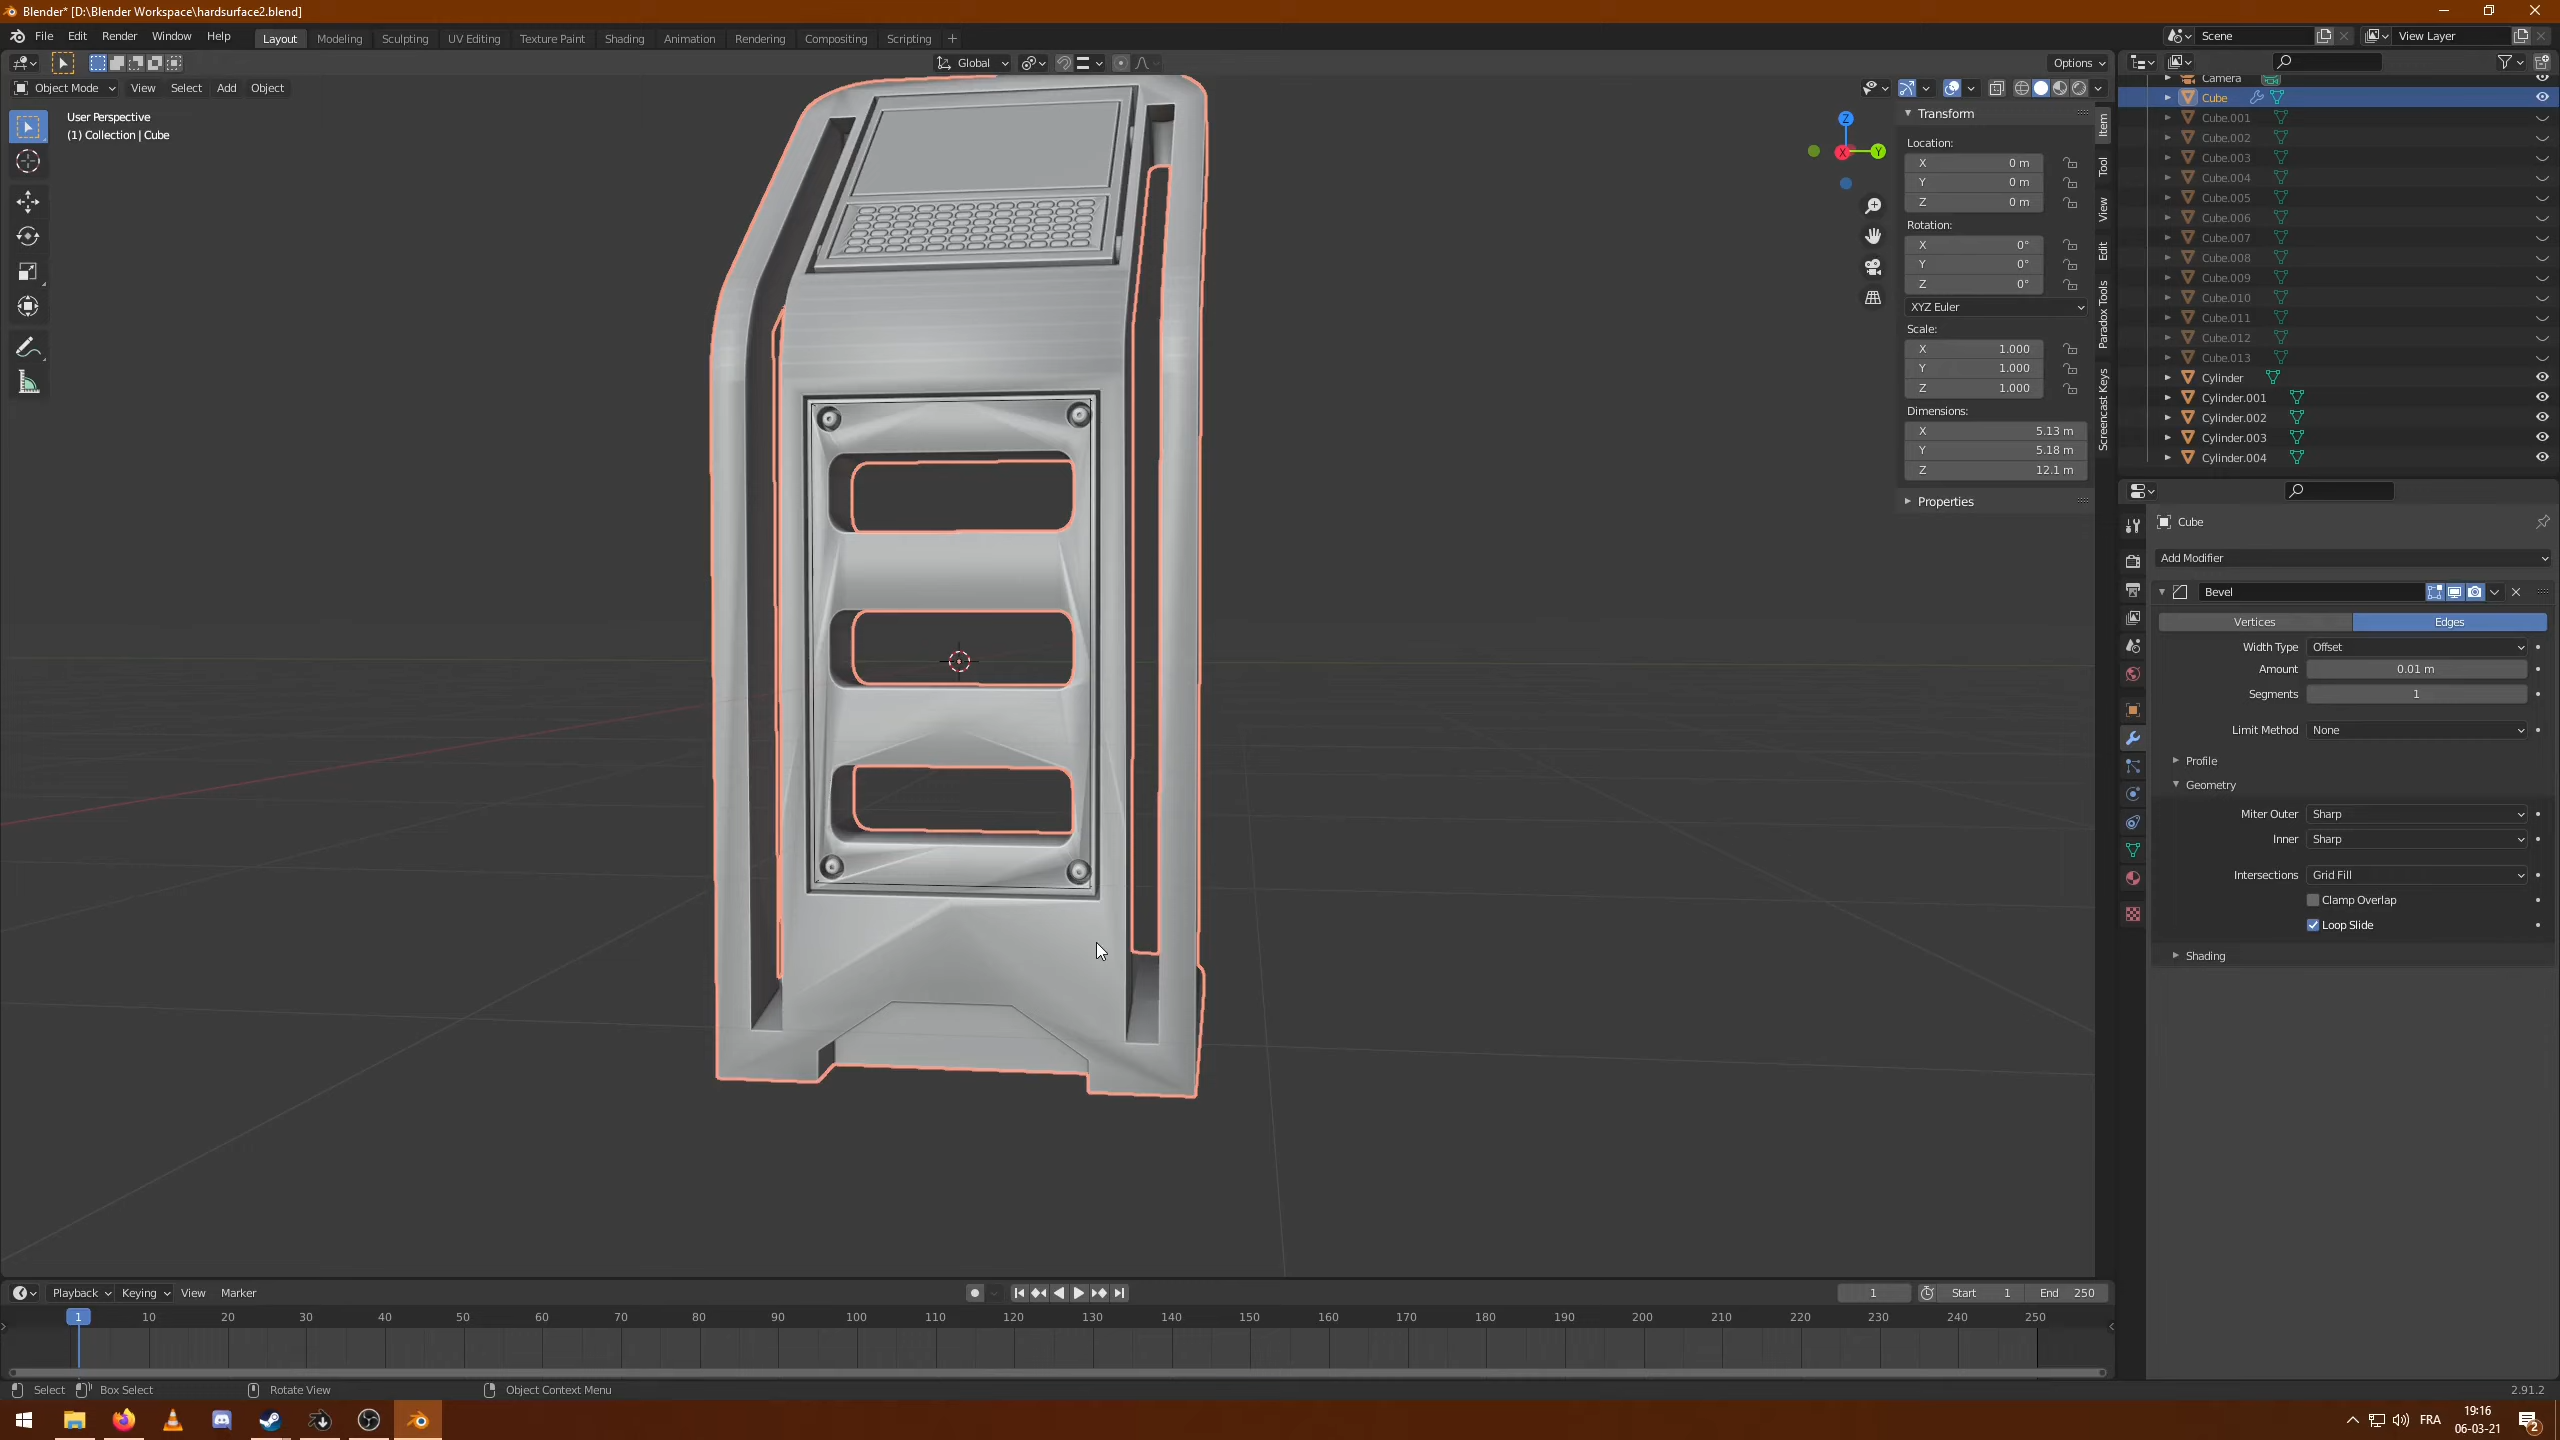 Blender* [D:\Blender Workspace\hardsurface2.blend]
File Edit Render Window Help Layout Modeling Sculpting UV Editing Texture Paint Shading Animation Rendering Compositing Scripting + Scene View Layer
Global Options
Object Mode View Select Add Object
User Perspective
(1) Collection | Cube
Z
X
Y
Transform
Location:
X 0 m
Y 0 m
Z 0 m
Rotation:
X 0°
Y 0°
Z 0°
XYZ Euler
Scale:
X 1.000
Y 1.000
Z 1.000
Dimensions:
X 5.13 m
Y 5.18 m
Z 12.1 m
Properties
Item
Tool
View
Edit
Paradox Tools
Screencast Keys
Camera
Cube
Cube.001
Cube.002
Cube.003
Cube.004
Cube.005
Cube.006
Cube.007
Cube.008
Cube.009
Cube.010
Cube.011
Cube.012
Cube.013
Cylinder
Cylinder.001
Cylinder.002
Cylinder.003
Cylinder.004
Cube
Add Modifier
Bevel
Vertices Edges
Width Type Offset
Amount 0.01 m
Segments 1
Limit Method None
Profile
Geometry
Miter Outer Sharp
Inner Sharp
Intersections Grid Fill
Clamp Overlap
Loop Slide
Shading
Playback Keying View Marker 1 Start 1 End 250
1 10 20 30 40 50 60 70 80 90 100 110 120 130 140 150 160 170 180 190 200 210 220 230 240 250
Select Box Select Rotate View Object Context Menu 2.91.2
FRA
19:16
06-03-21
2